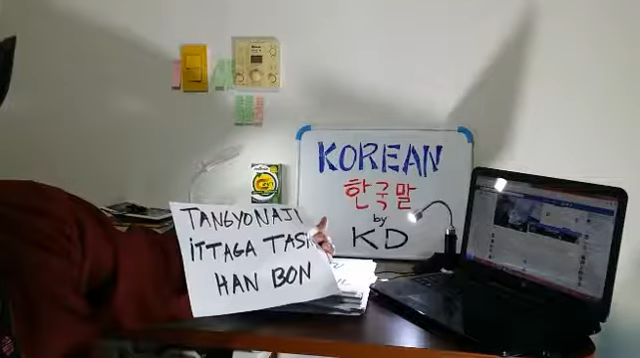 KOREAN
한국말
by
KD
TANGYONAJI
ITTAGA TASI
HAN BON